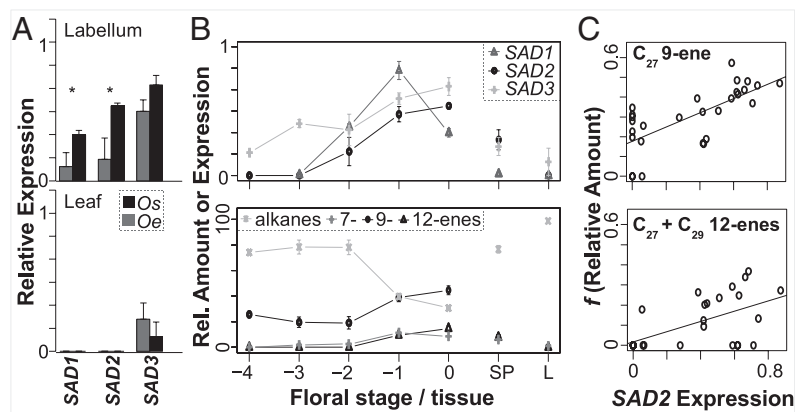 A
B
C
Relative Expression
Labellum
1
0
*
*
Leaf
1
0
Os
Oe
SAD1
SAD2
SAD3
Rel. Amount or Expression
1
0
SAD1
SAD2
SAD3
100
0
alkanes 7- 9- 12-enes
−4 −3 −2 −1 0 SP L
Floral stage / tissue
f (Relative Amount)
0.6
0
C27 9-ene
0.6
0
C27 + C29 12-enes
0 0.8
SAD2 Expression